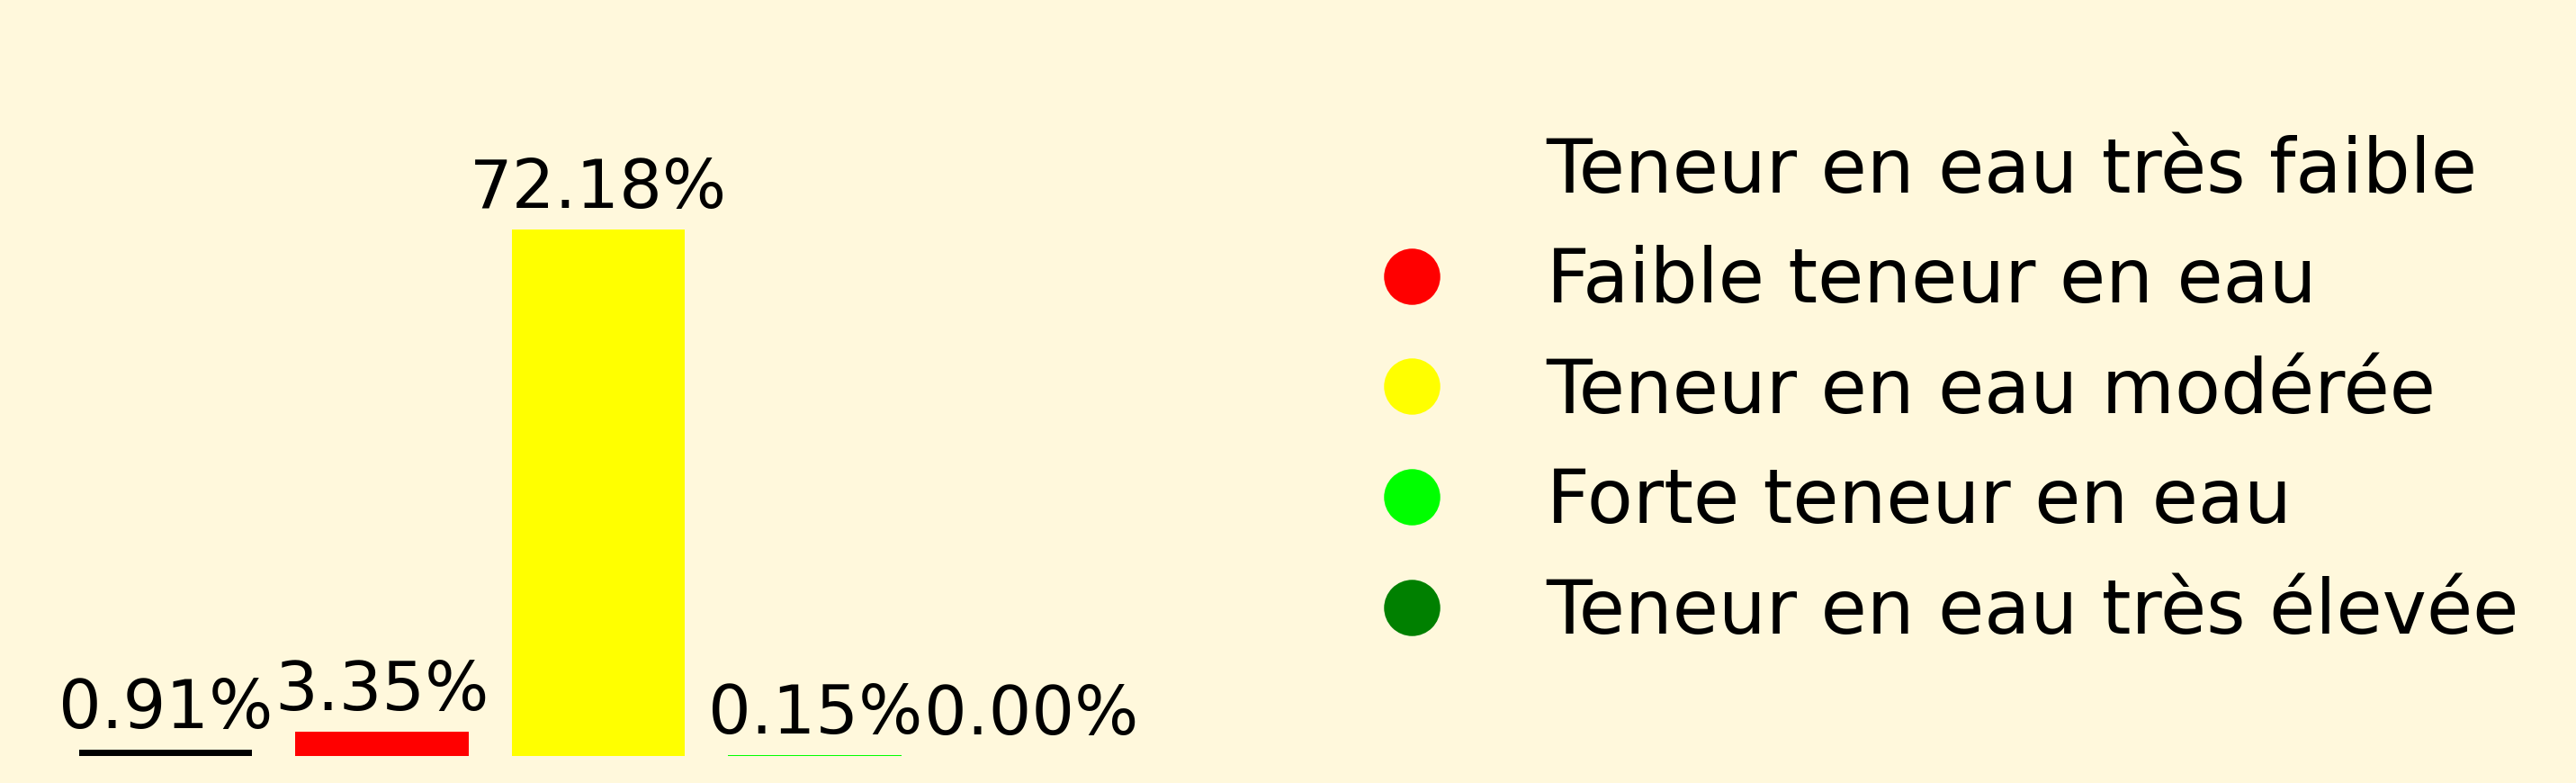 72.18%
0.91%
3.35%
0.15%
0.00%
Teneur en eau très faible
Faible teneur en eau
Teneur en eau modérée
Forte teneur en eau
Teneur en eau très élevée